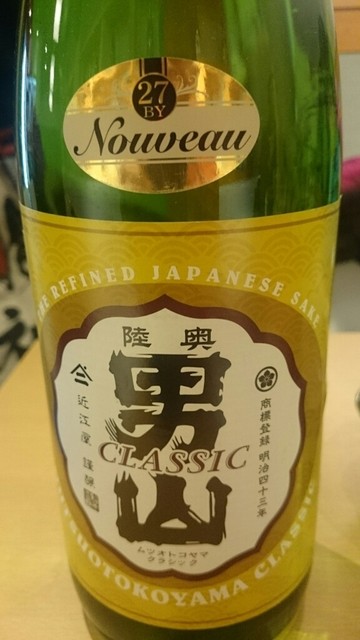 27
BY
Nouveau
THE REFINED JAPANESE SAKE
陸奥
男山
CLASSIC
商標登録 明治四十三年
近江屋 謹醸
ムツオトコヤマ
クラシック
MUTSUOTOKOYAMA CLASSIC